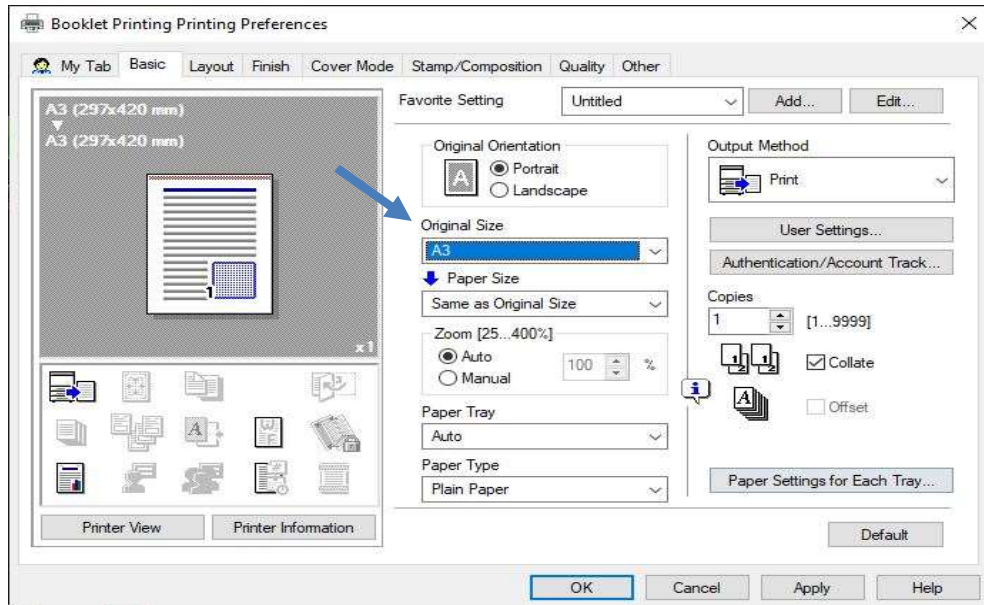 Booklet Printing Printing Preferences
My Tab Basic Layout Finish Cover Mode Stamp/Composition Quality Other
A3 (297x420 mm)
A3 (297x420 mm)
1
x1
Printer View Printer Information
Favorite Setting Untitled Add... Edit...
Original Orientation
A Portrait
Landscape
Original Size
A3
Paper Size
Same as Original Size
Zoom [25...400%]
Auto
Manual
100 %
Paper Tray
Auto
Paper Type
Plain Paper
Output Method
Print
User Settings...
Authentication/Account Track...
Copies
1 [1...9999]
Collate
Offset
Paper Settings for Each Tray...
Default
OK Cancel Apply Help